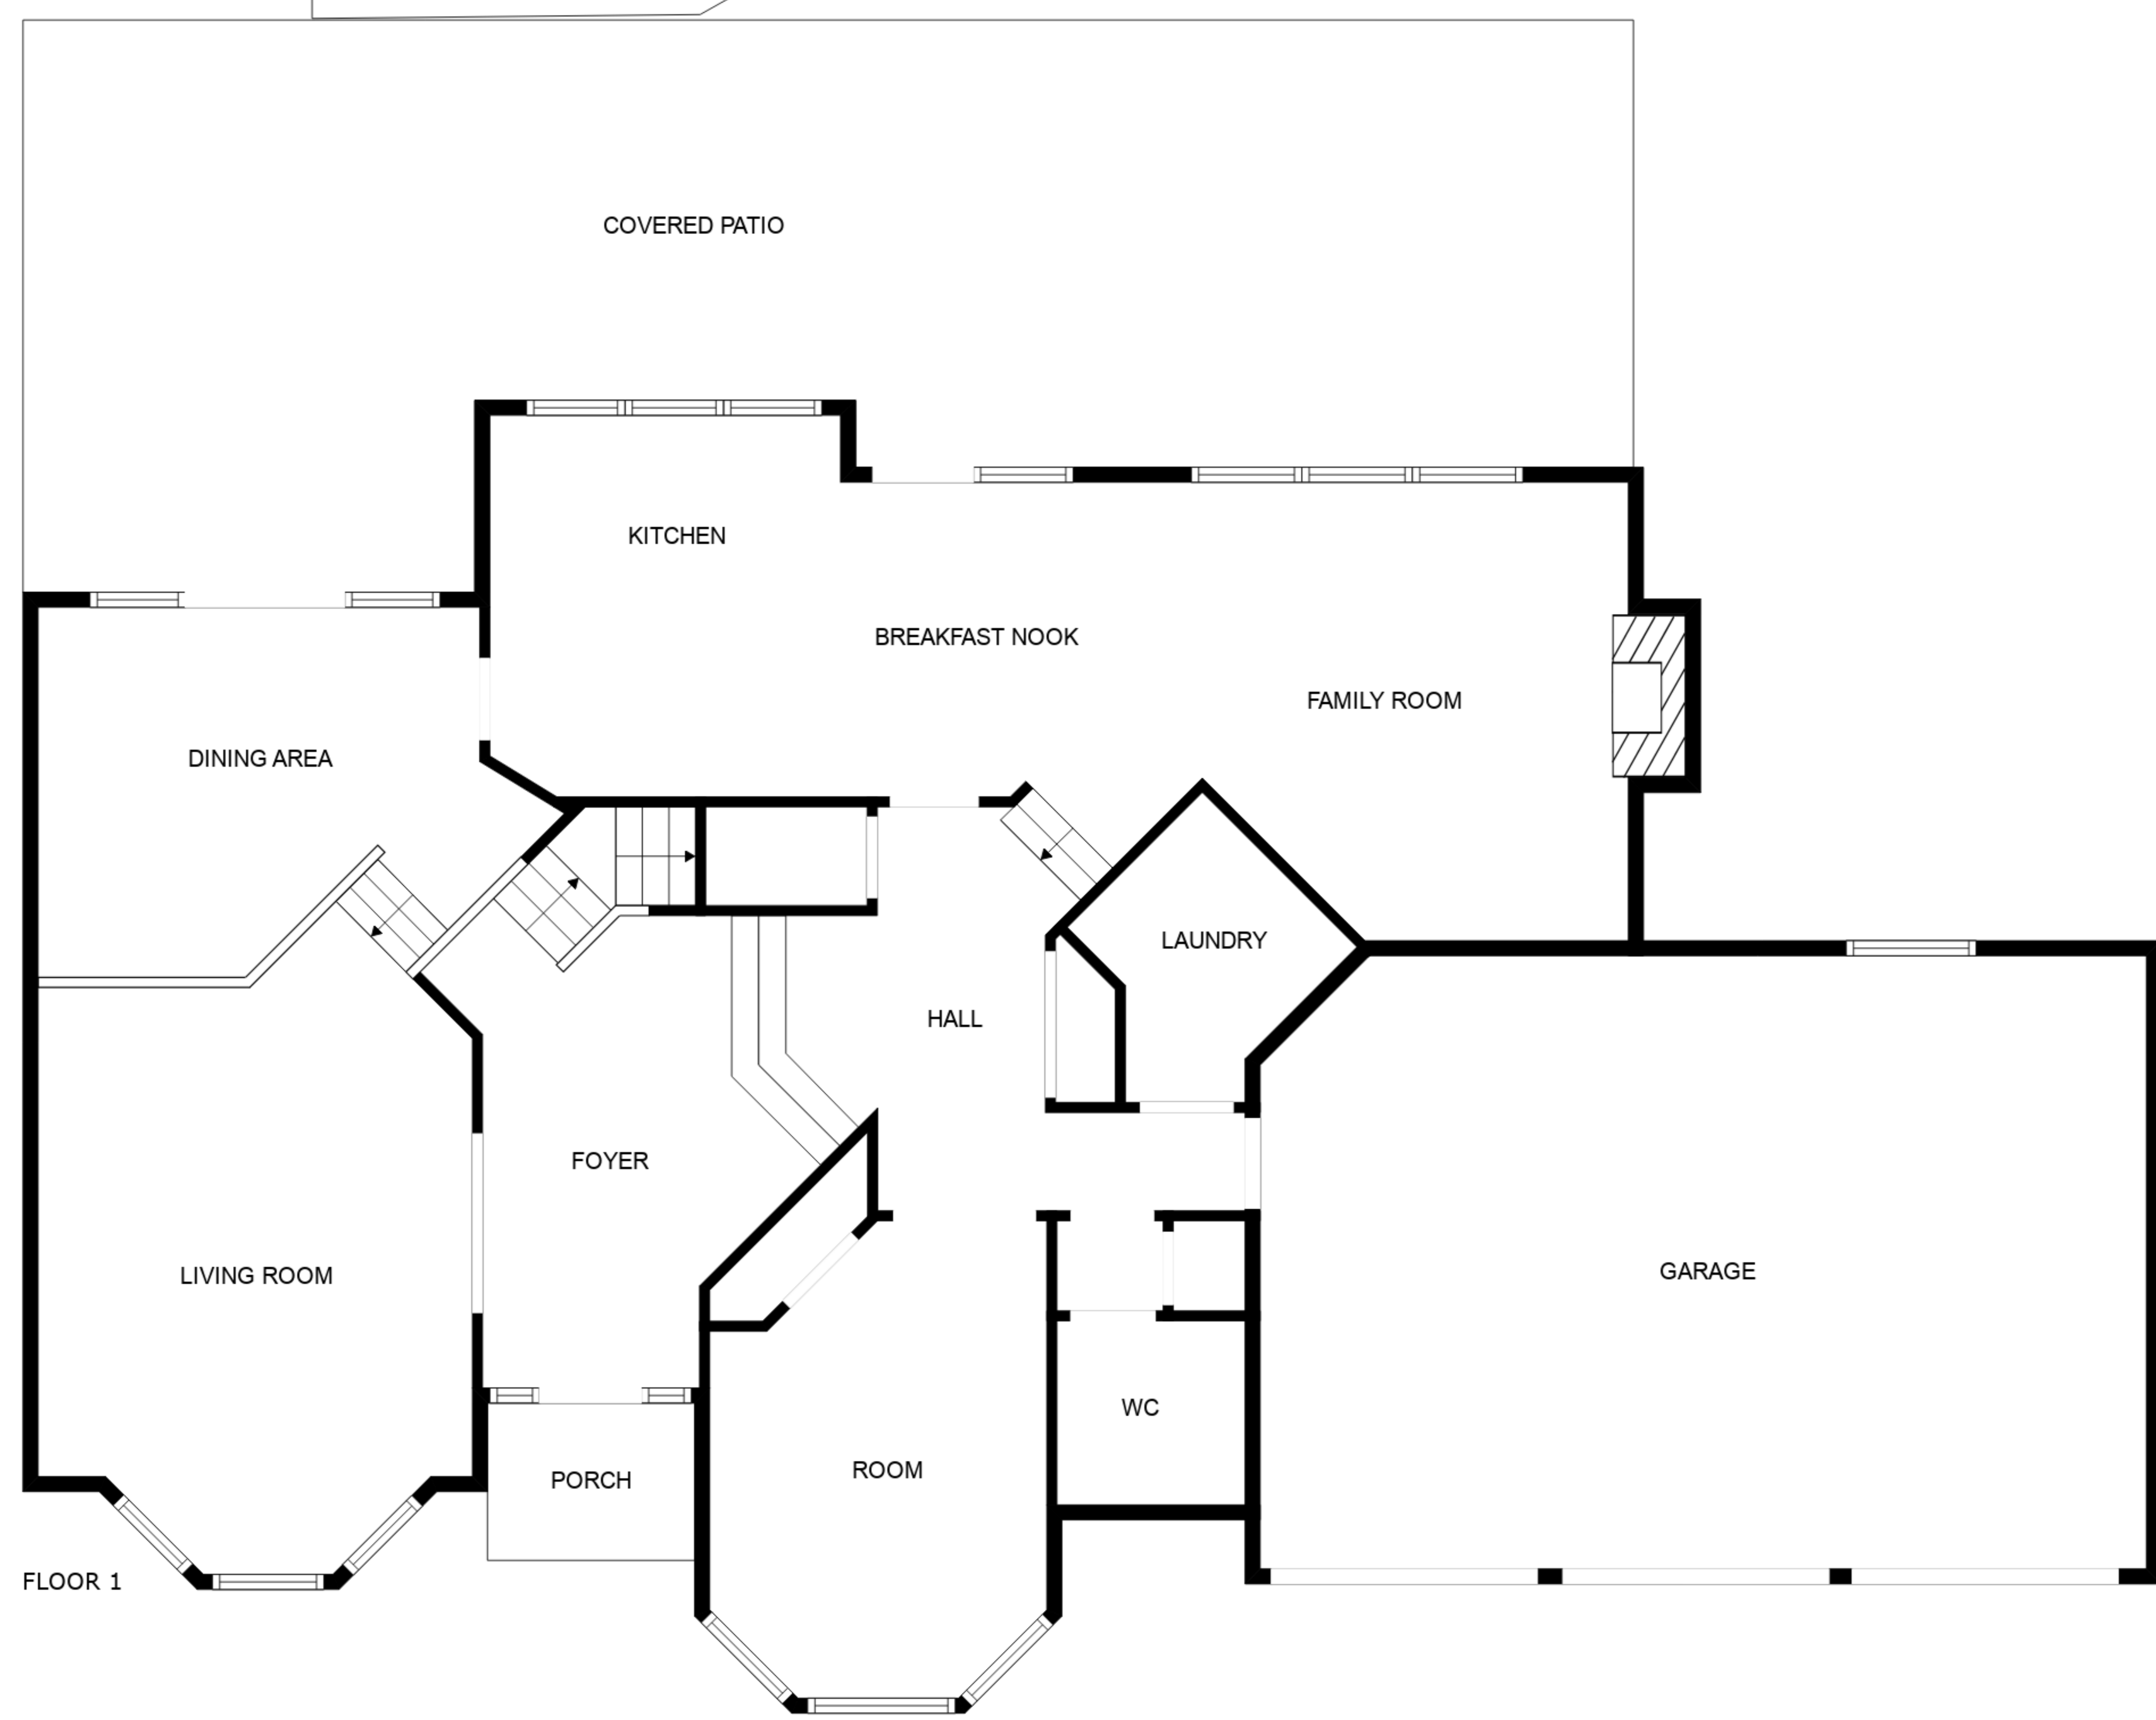 COVERED PATIO
KITCHEN
BREAKFAST NOOK
FAMILY ROOM
DINING AREA
LAUNDRY
HALL
FOYER
LIVING ROOM
GARAGE
WC
ROOM
PORCH
FLOOR 1